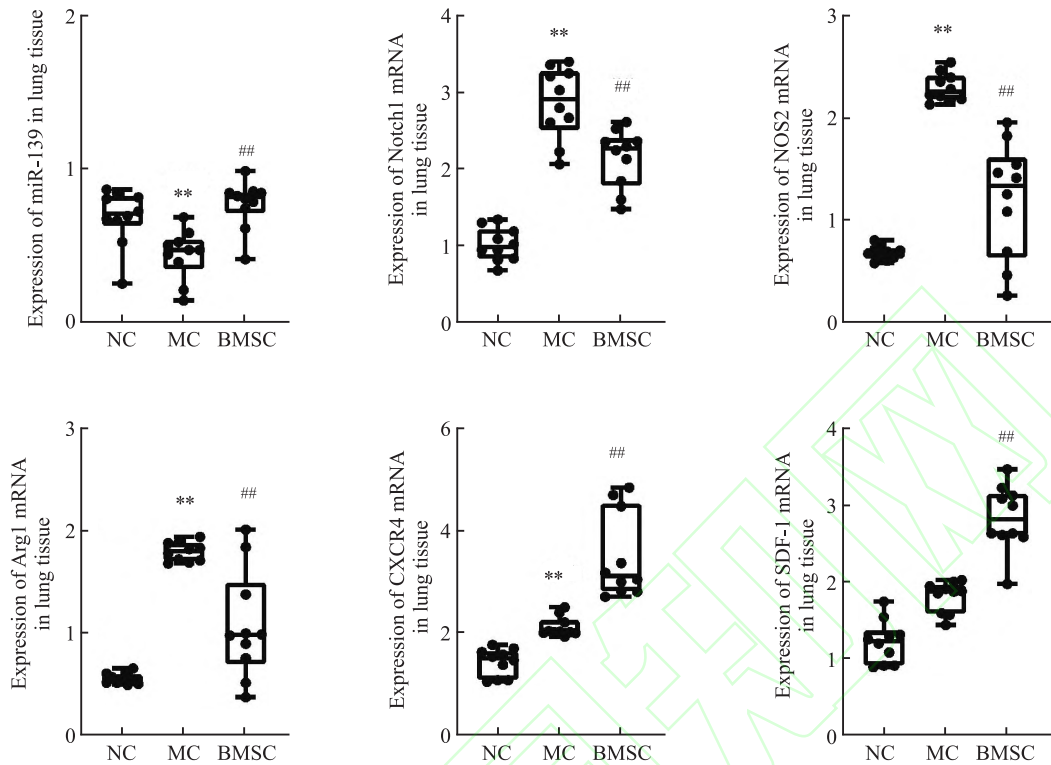 Expression of miR-139 in lung tissue
2
1
0
**
##
NC MC BMSC
Expression of Notch1 mRNA
in lung tissue
4
3
2
1
0
**
##
NC MC BMSC
Expression of NOS2 mRNA
in lung tissue
3
2
1
0
**
##
NC MC BMSC
Expression of Arg1 mRNA
in lung tissue
3
2
1
0
**
##
NC MC BMSC
Expression of CXCR4 mRNA
in lung tissue
6
4
2
0
**
##
NC MC BMSC
Expression of SDF-1 mRNA
in lung tissue
4
3
2
1
0
##
NC MC BMSC